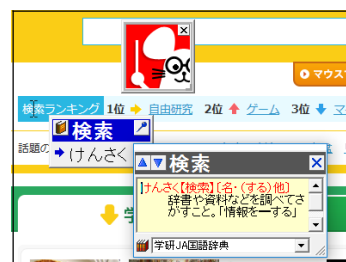 マウス
検索ランキング 1位 自由研究 2位 ゲーム 3位 マ
検索
話題の
けんさく
検索
けんさく【検索】〔名・(する)他〕
辞書や資料などを調べてさ
がすこと。「情報を―する」
学
学研JA国語辞典